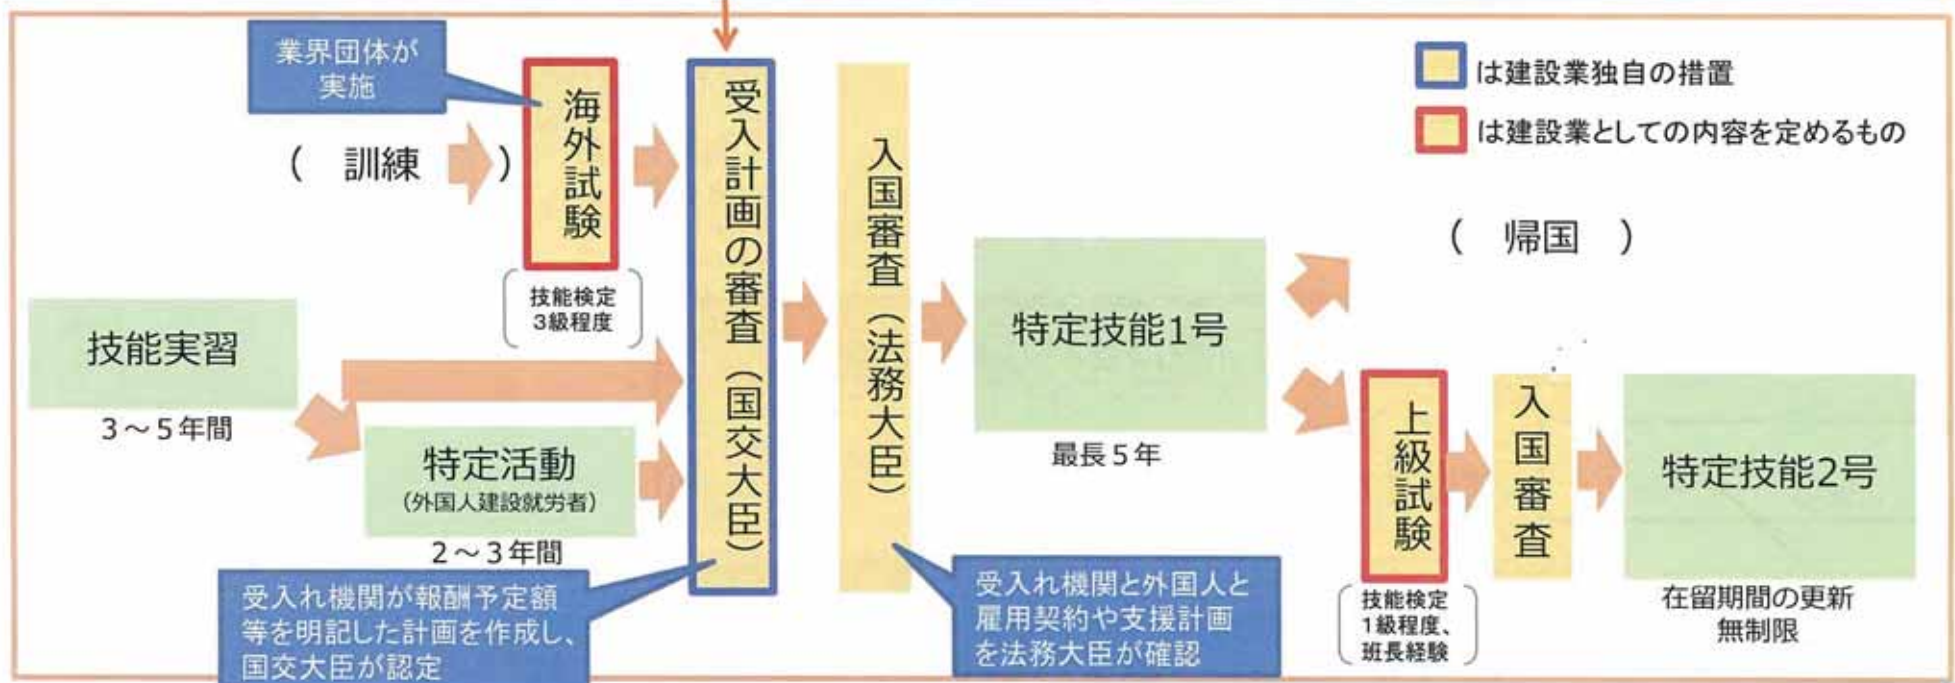 業界団体が
実施
( 訓練 )
海外試験
技能検定
3級程度
技能実習
3～5年間
特定活動
(外国人建設就労者)
2～3年間
受入計画の審査（国交大臣）
受入れ機関が報酬予定額
等を明記した計画を作成し、
国交大臣が認定
入国審査（法務大臣）
受入れ機関と外国人と
雇用契約や支援計画
を法務大臣が確認
特定技能1号
最長5年
は建設業独自の措置
は建設業としての内容を定めるもの
( 帰国 )
上級試験
技能検定
1級程度、
班長経験
入国審査
特定技能2号
在留期間の更新
無制限